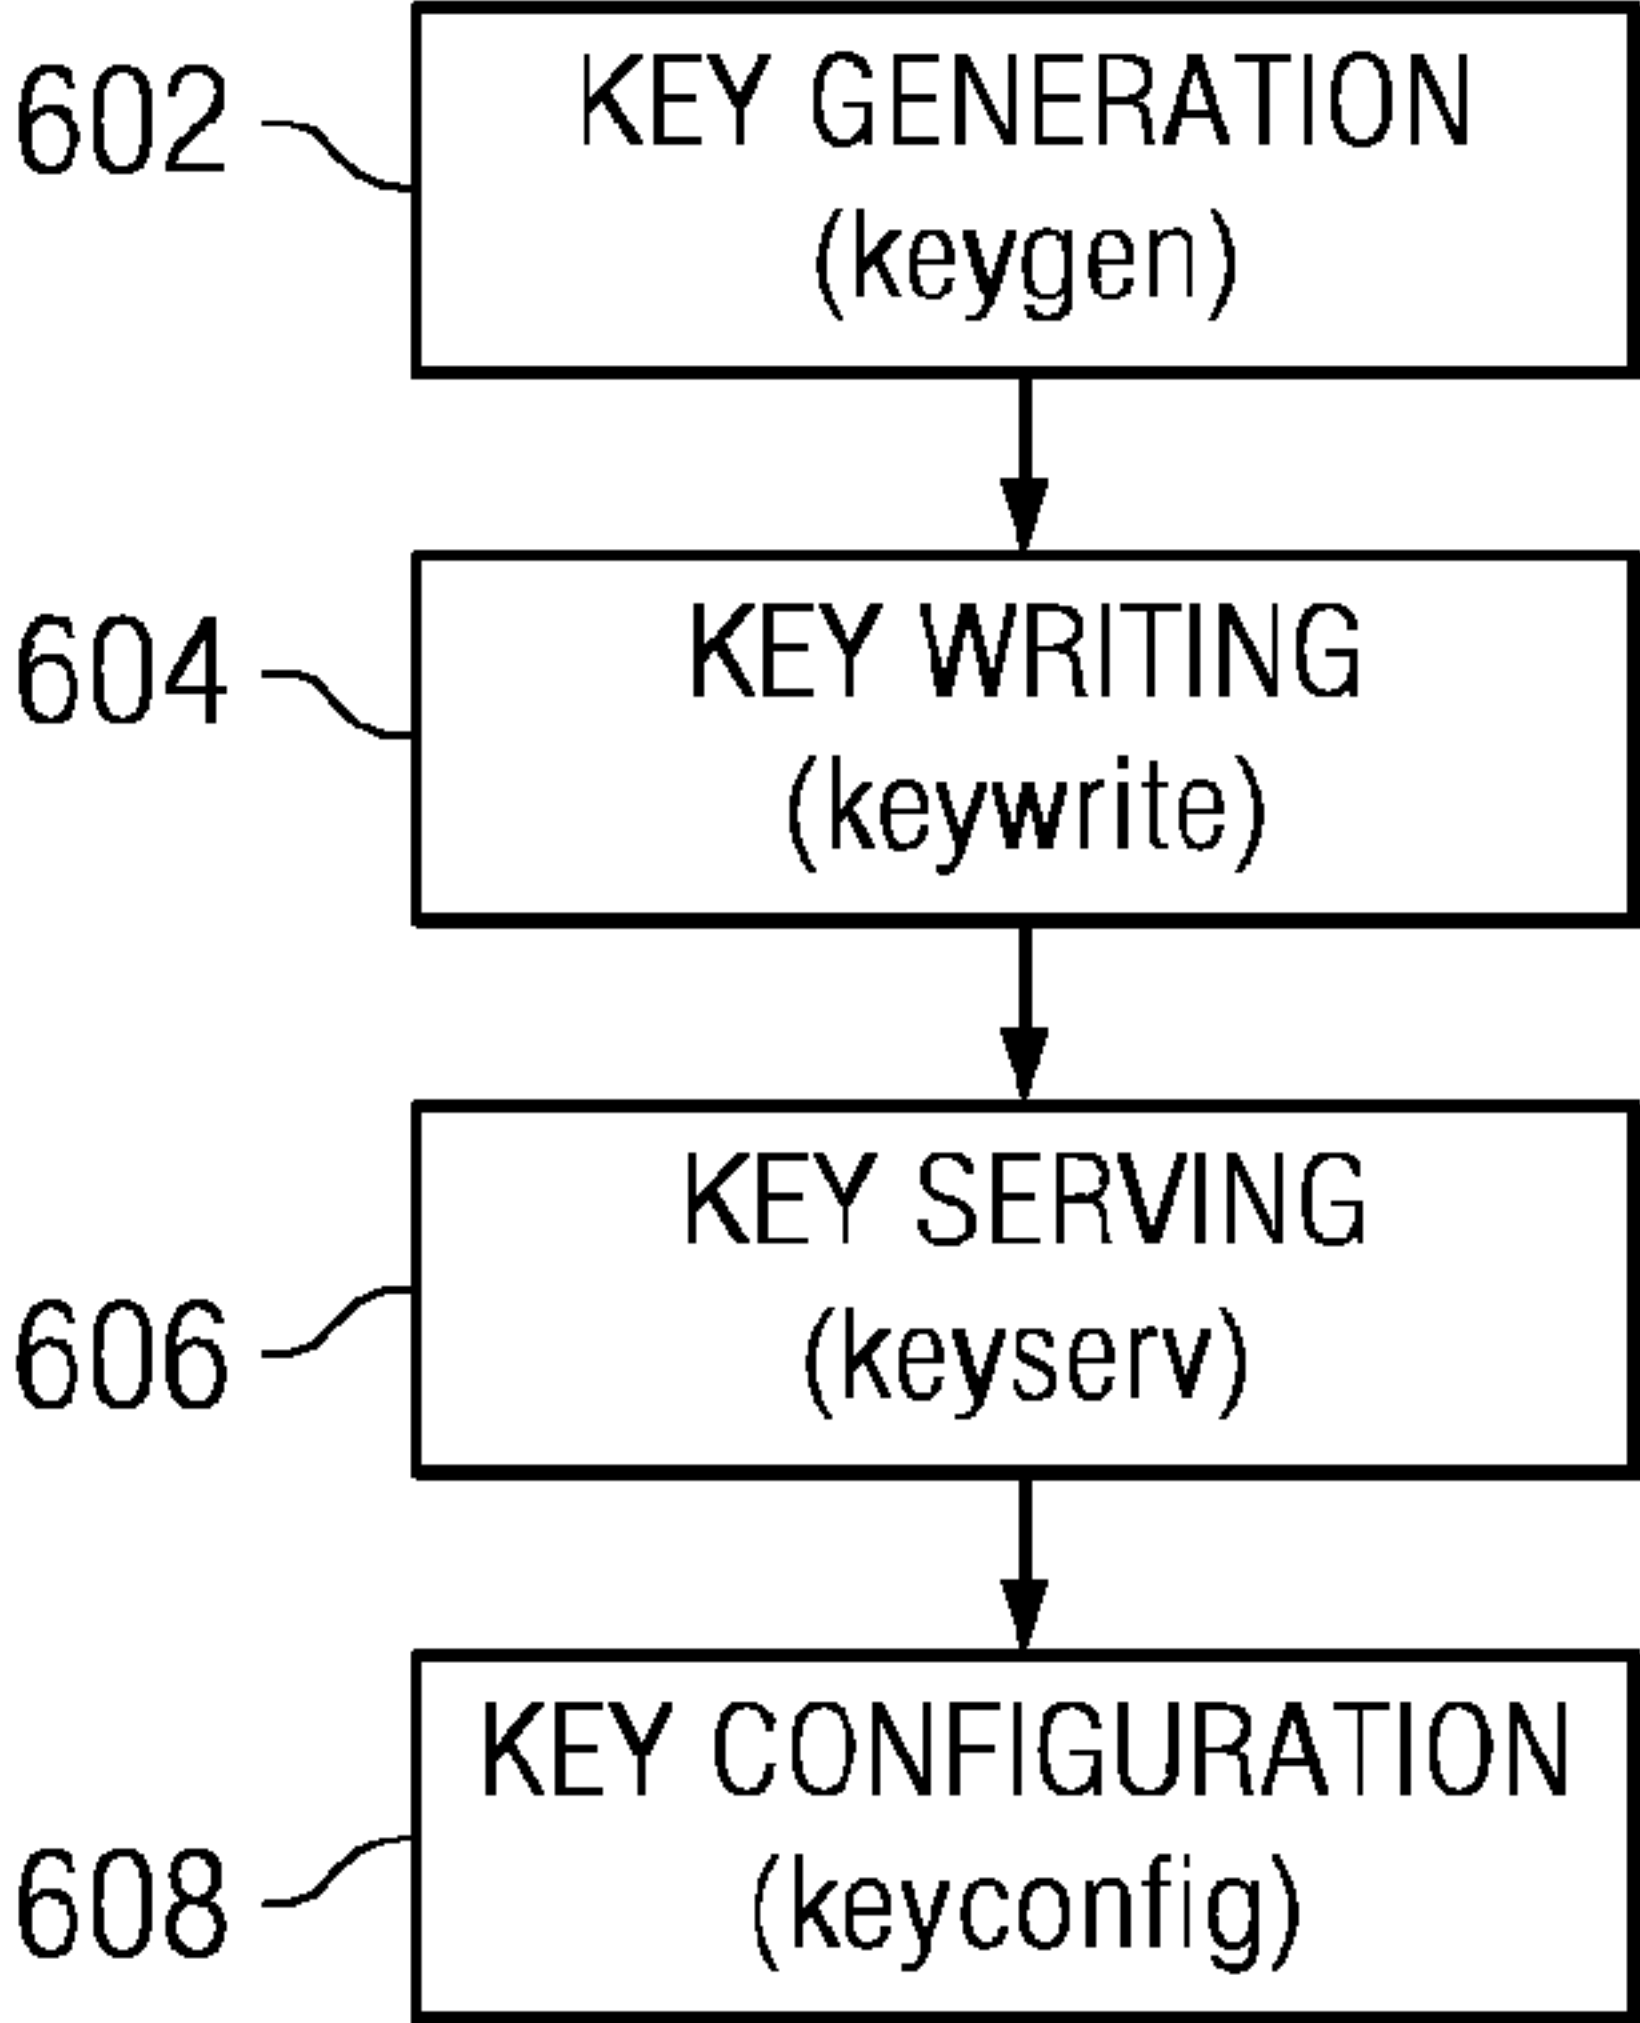 602
KEY GENERATION
(keygen)
604
KEY WRITING
(keywrite)
KEY SERVING
606
(keyserv)
KEY CONFIGURATION
608
(keyconfig)